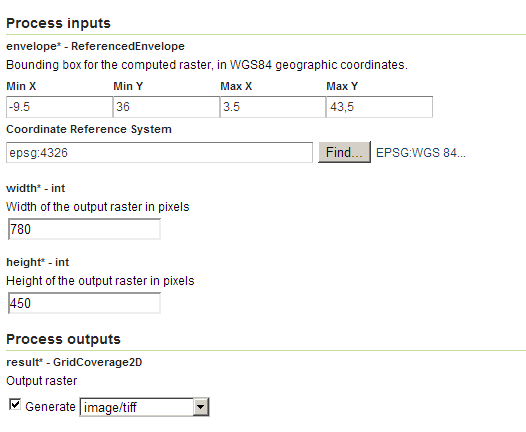 Process inputs
envelope* - ReferencedEnvelope
Bounding box for the computed raster, in WGS84 geographic coordinates.
Min X Min Y Max X Max Y
-9.5 36 3.5 43,5
Coordinate Reference System
epsg:4326 Find... EPSG:WGS 84...
width* - int
Width of the output raster in pixels
780
height* - int
Height of the output raster in pixels
450
Process outputs
result* - GridCoverage2D
Output raster
Generate image/tiff